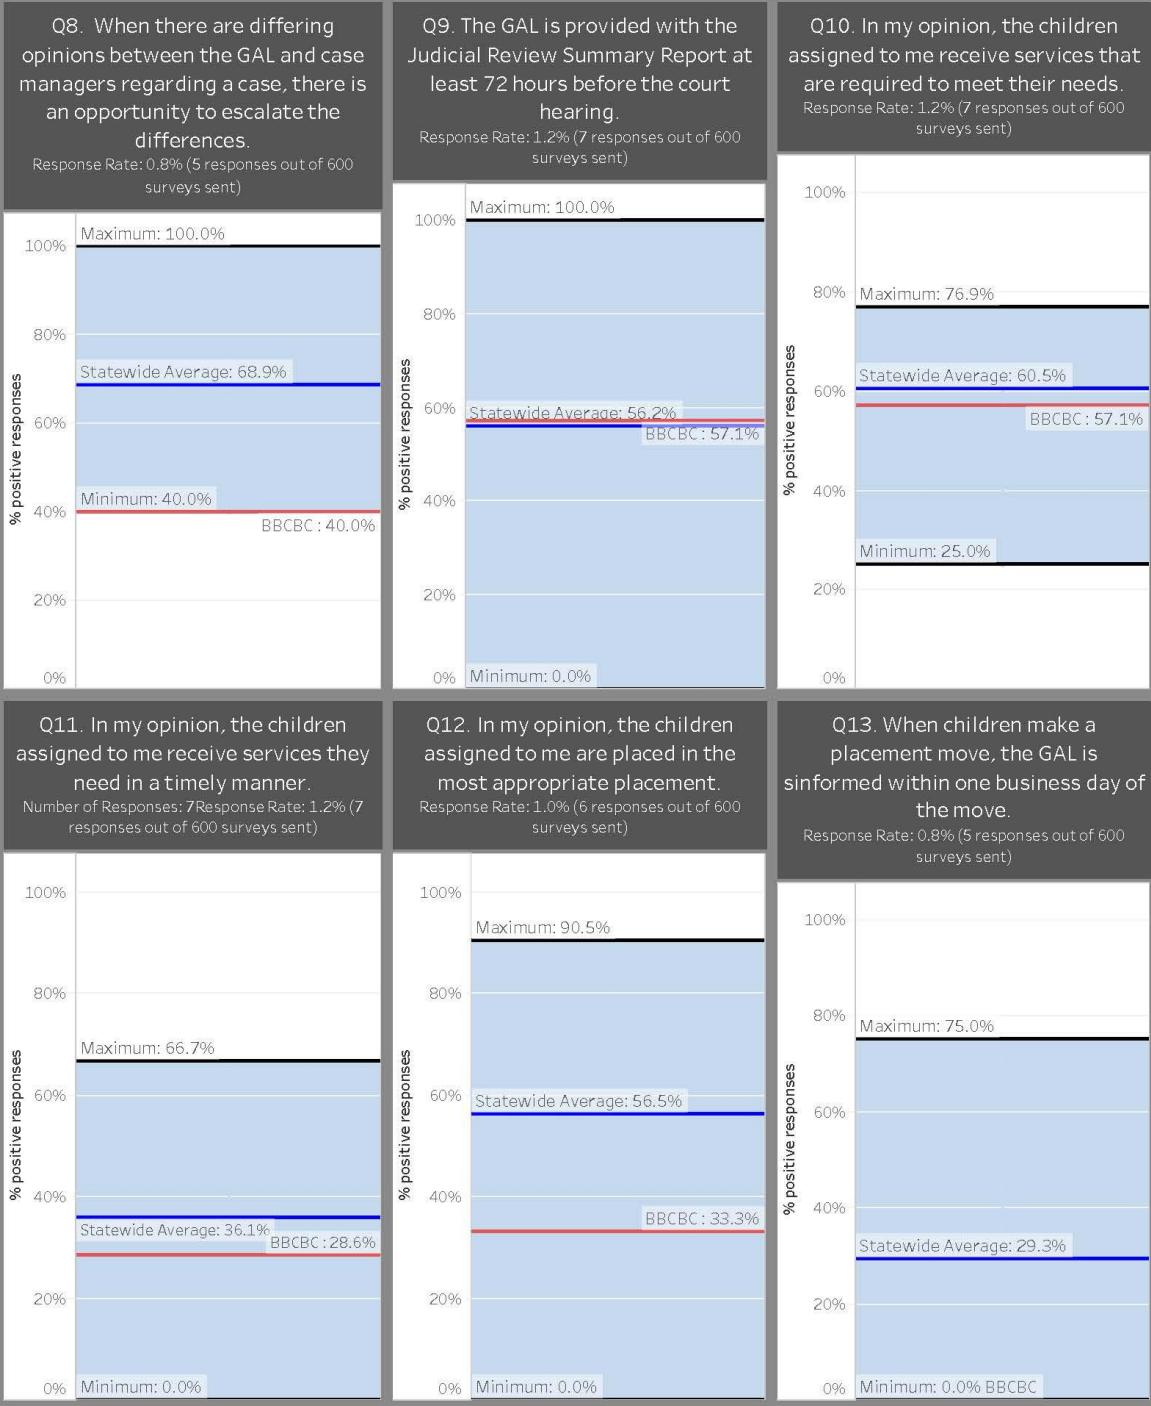 Q8.  When there are differing
opinions between the GAL and case
managers regarding a case, there is
an opportunity to escalate the
differences.
Response Rate: 0.8% (5 responses out of 600
surveys sent)
% positive responses
100%
80%
60%
40%
20%
0%
Maximum: 100.0%
Statewide Average: 68.9%
Minimum: 40.0%
BBCBC : 40.0%
Q9. The GAL is provided with the
Judicial Review Summary Report at
least 72 hours before the court
hearing.
Response Rate: 1.2% (7 responses out of 600
surveys sent)
% positive responses
100%
80%
60%
40%
20%
0%
Maximum: 100.0%
Statewide Average: 56.2%
BBCBC : 57.1%
Minimum: 0.0%
Q10. In my opinion, the children
assigned to me receive services that
are required to meet their needs.
Response Rate: 1.2% (7 responses out of 600
surveys sent)
% positive responses
100%
80%
60%
40%
20%
0%
Maximum: 76.9%
Statewide Average: 60.5%
BBCBC : 57.1%
Minimum: 25.0%
Q11. In my opinion, the children
assigned to me receive services they
need in a timely manner.
Number of Responses: 7Response Rate: 1.2% (7
responses out of 600 surveys sent)
% positive responses
100%
80%
60%
40%
20%
0%
Maximum: 66.7%
Statewide Average: 36.1%
BBCBC : 28.6%
Minimum: 0.0%
Q12. In my opinion, the children
assigned to me are placed in the
most appropriate placement.
Response Rate: 1.0% (6 responses out of 600
surveys sent)
% positive responses
100%
80%
60%
40%
20%
0%
Maximum: 90.5%
Statewide Average: 56.5%
BBCBC : 33.3%
Minimum: 0.0%
Q13. When children make a
placement move, the GAL is
sinformed within one business day of
the move.
Response Rate: 0.8% (5 responses out of 600
surveys sent)
% positive responses
100%
80%
60%
40%
20%
0%
Maximum: 75.0%
Statewide Average: 29.3%
Minimum: 0.0% BBCBC